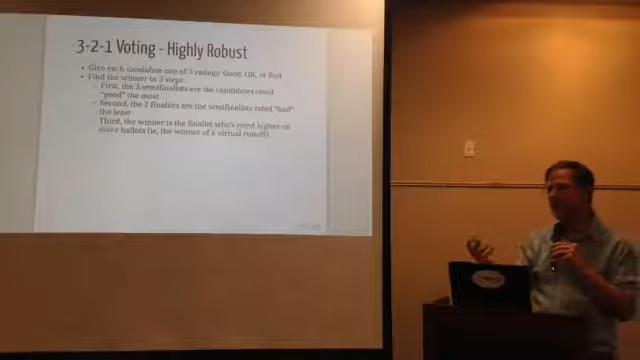 3-2-1 Voting - Highly Robust
Give each candidate one of 3 ratings: Good, OK, or Bad
Find the winner in 3 steps:
First, the 3 semifinalists are the candidates rated
"good" the most
Second, the 2 finalists are the semifinalists rated "bad"
the least
Third, the winner is the finalist who's rated higher on
more ballots (ie, the winner of a virtual runoff)